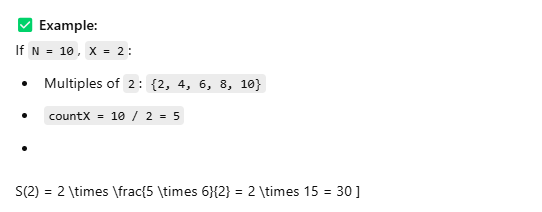 ✅ Example:
If N = 10, X = 2:
• Multiples of 2: {2, 4, 6, 8, 10}
• countX = 10 / 2 = 5
•
S(2) = 2 \times \frac{5 \times 6}{2} = 2 \times 15 = 30 ]